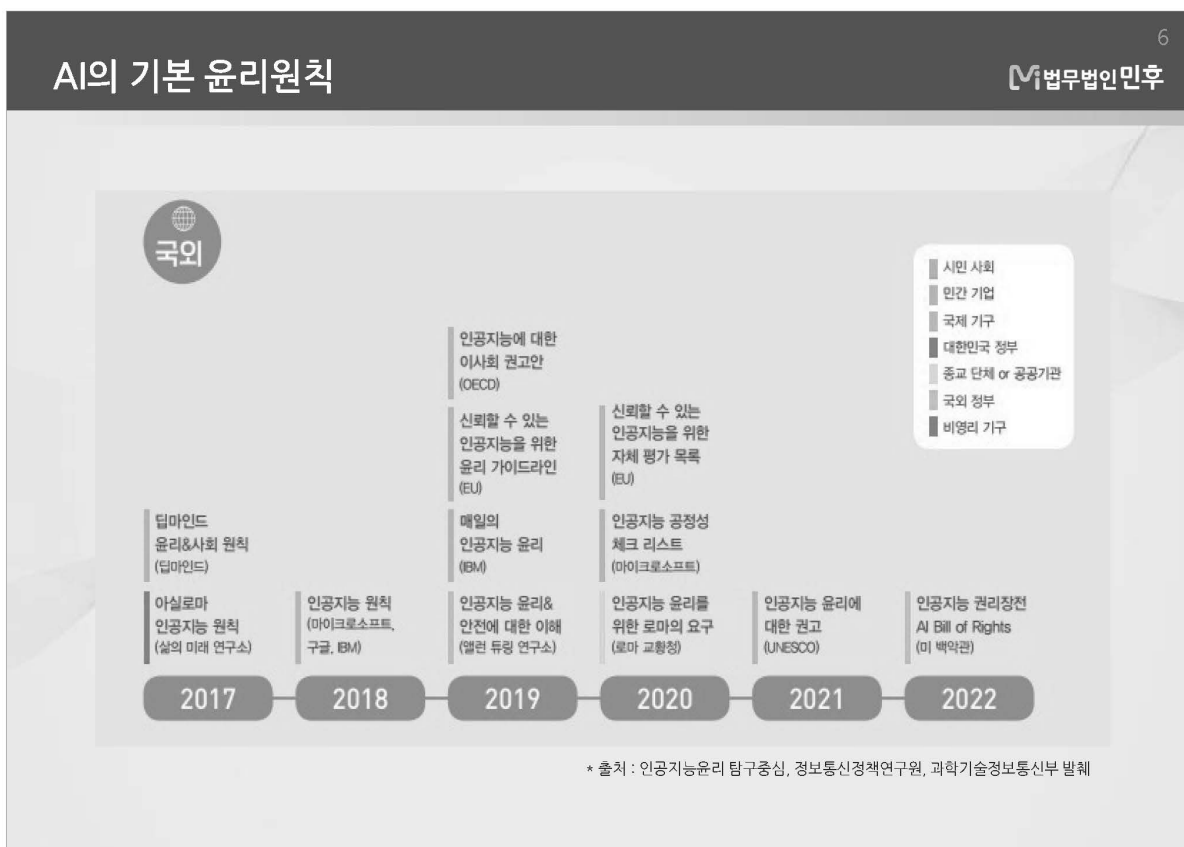 6
AI의 기본 윤리원칙
법무법인민후
국외
시민 사회
민간 기업
국제 기구
대한민국 정부
종교 단체 or 공공기관
국외 정부
비영리 기구
딥마인드
윤리&사회 원칙
(딥마인드)
아실로마
인공지능 원칙
(삶의 미래 연구소)
2017
인공지능 원칙
(마이크로소프트,
구글, IBM)
2018
인공지능에 대한
이사회 권고안
(OECD)
신뢰할 수 있는
인공지능을 위한
윤리 가이드라인
(EU)
매일의
인공지능 윤리
(IBM)
인공지능 윤리&
안전에 대한 이해
(앨런 튜링 연구소)
2019
신뢰할 수 있는
인공지능을 위한
자체 평가 목록
(EU)
인공지능 공정성
체크 리스트
(마이크로소프트)
인공지능 윤리를
위한 로마의 요구
(로마 교황청)
2020
인공지능 윤리에
대한 권고
(UNESCO)
2021
인공지능 권리장전
AI Bill of Rights
(미 백악관)
2022
* 출처 : 인공지능윤리 탐구중심, 정보통신정책연구원, 과학기술정보통신부 발췌